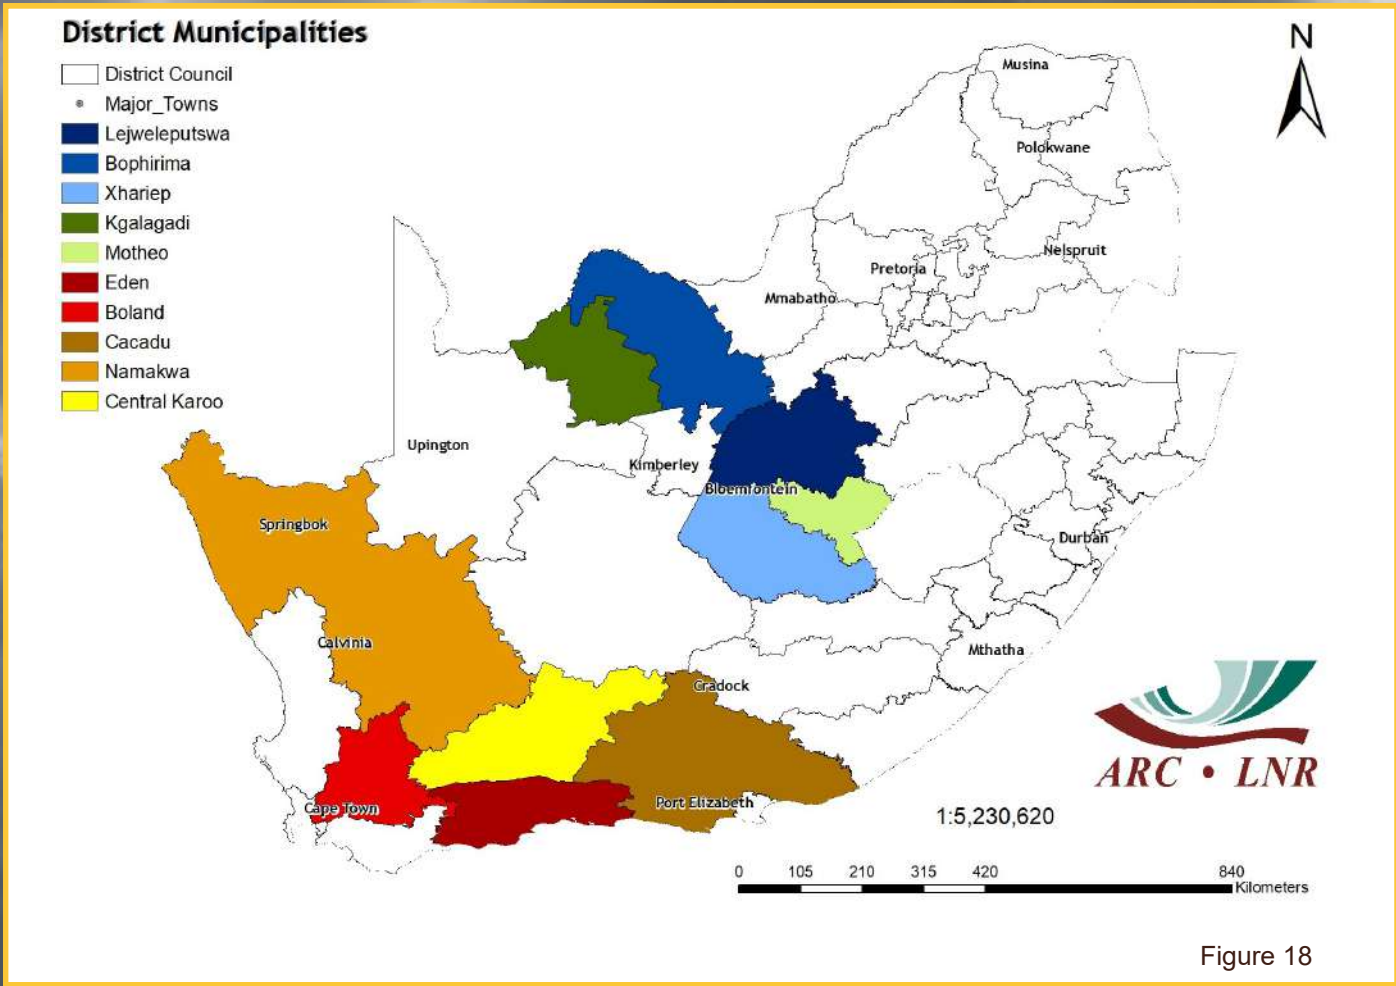 District Municipalities
District Council
Major_Towns
Lejweleputswa
Bophirima
Xhariep
Kgalagadi
Motheo
Eden
Boland
Cacadu
Namakwa
Central Karoo
N
Musina
Polokwane
Nelspruit
Pretoria
Mmabatho
Upington
Kimberley
Bloemfontein
Springbok
Durban
Calvinia
Mthatha
Cradock
Cape Town
Port Elizabeth
ARC • LNR
1:5,230,620
0 105 210 315 420 840
Kilometers
Figure 18